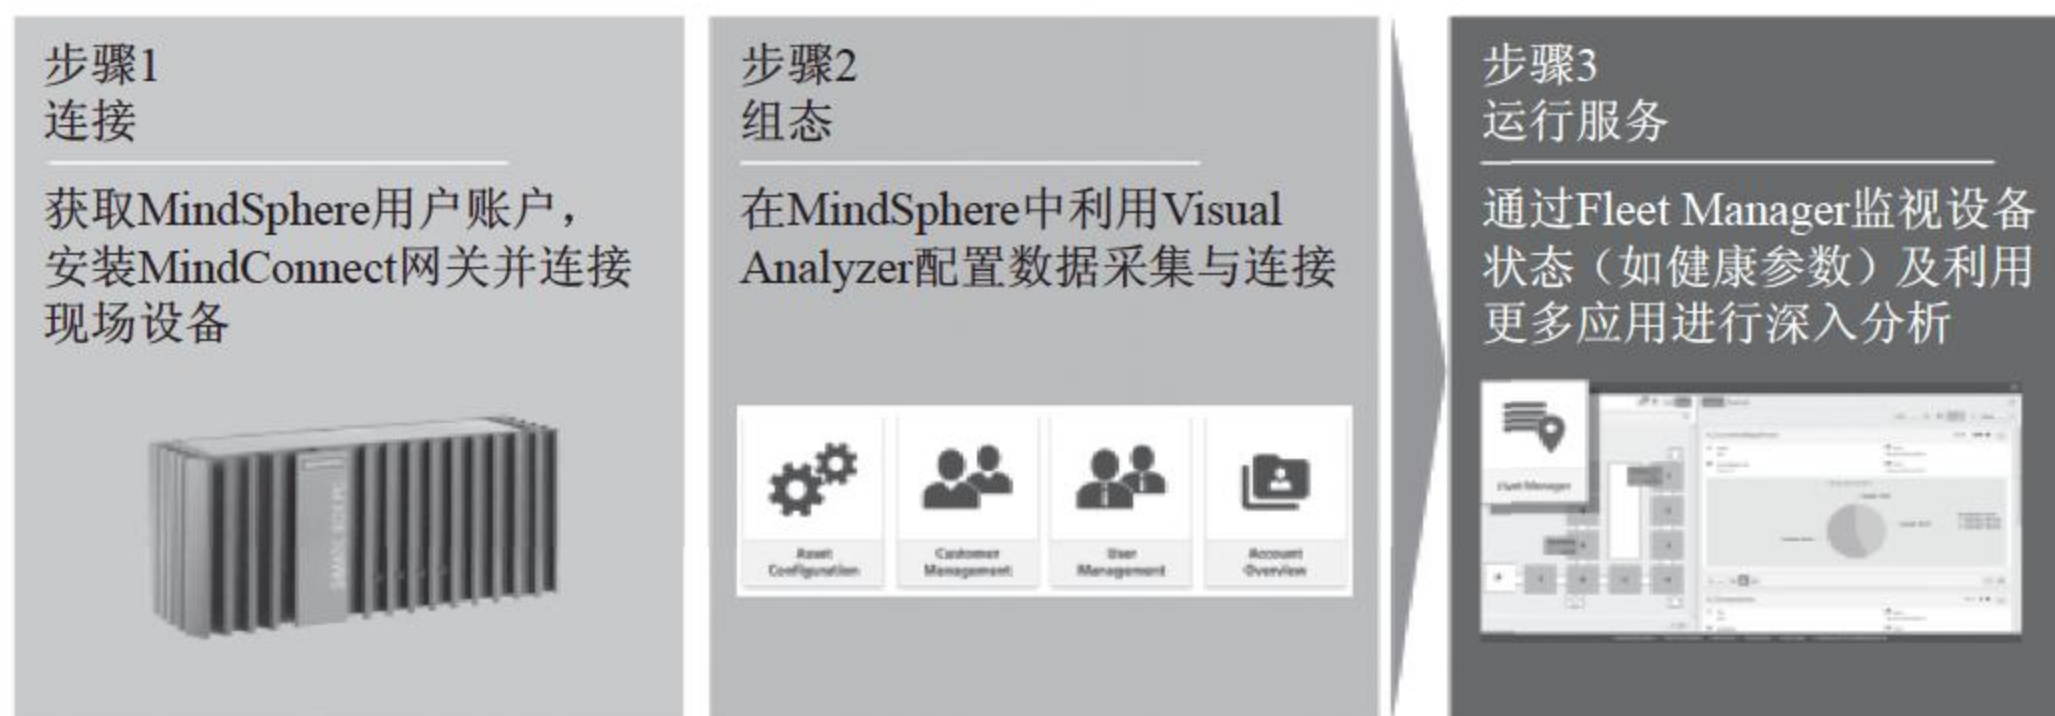 步骤1
连接
获取MindSphere用户账户，
安装MindConnect网关并连接
现场设备
步骤2
组态
在MindSphere中利用Visual
Analyzer配置数据采集与连接
Asset
Configuration
Customer
Management
User
Management
Account
Overview
步骤3
运行服务
通过Fleet Manager监视设备
状态（如健康参数）及利用
更多应用进行深入分析
Fleet Manager